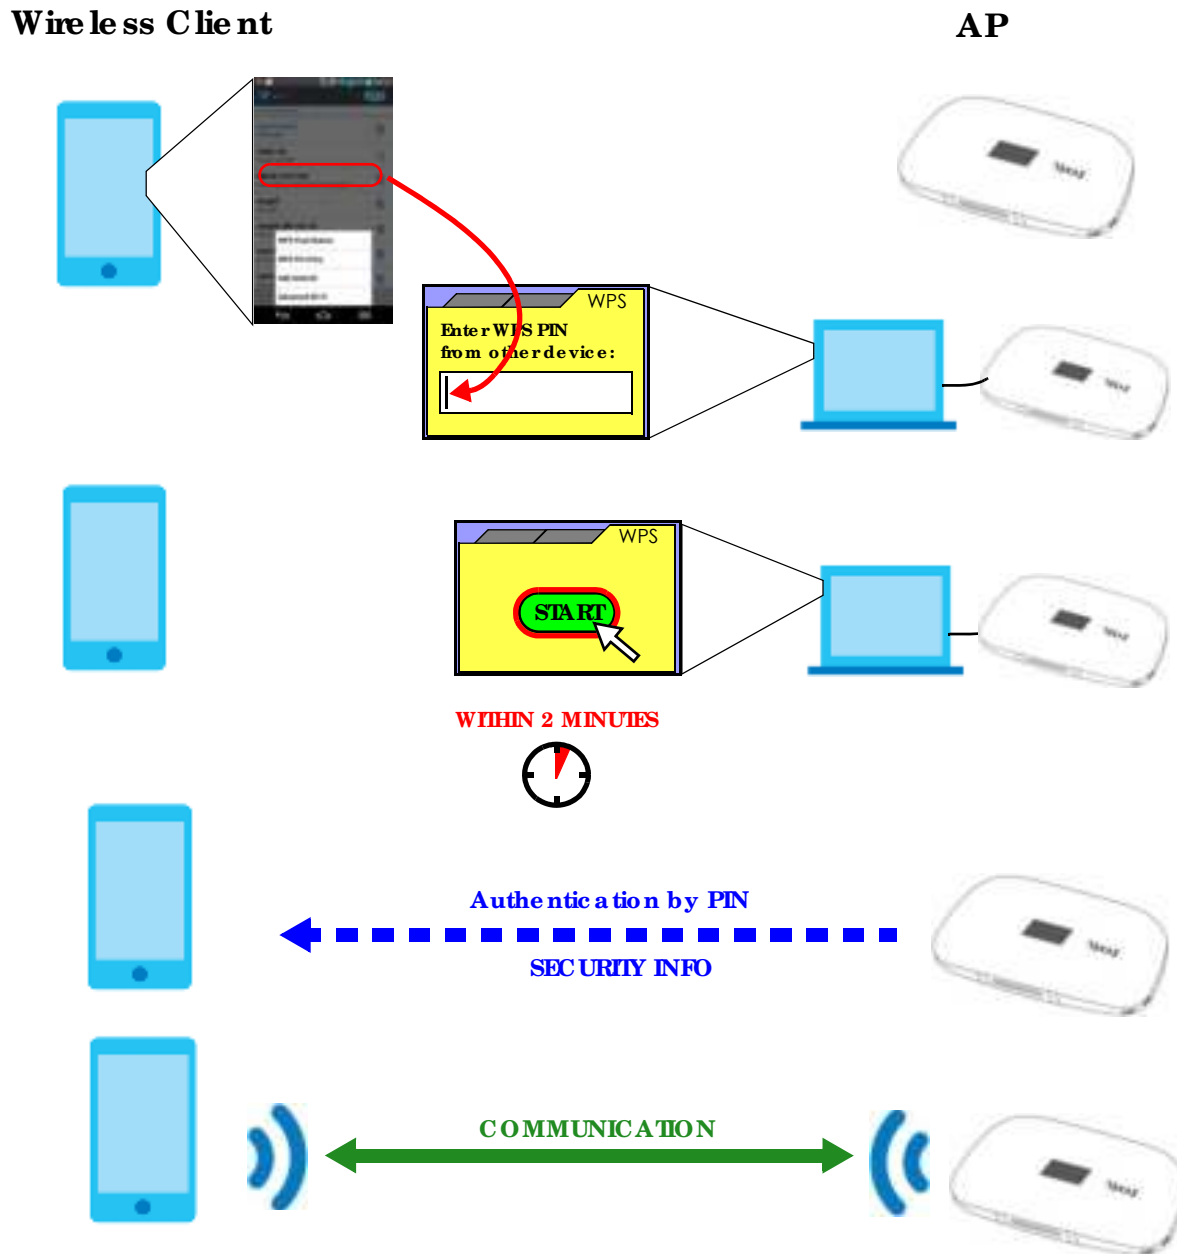 Wireless Client
AP
WPS
Enter WPS PIN
from other device:
WPS
START
WITHIN 2 MINUTES
Authentication by PIN
SECURITY INFO
COMMUNICATION